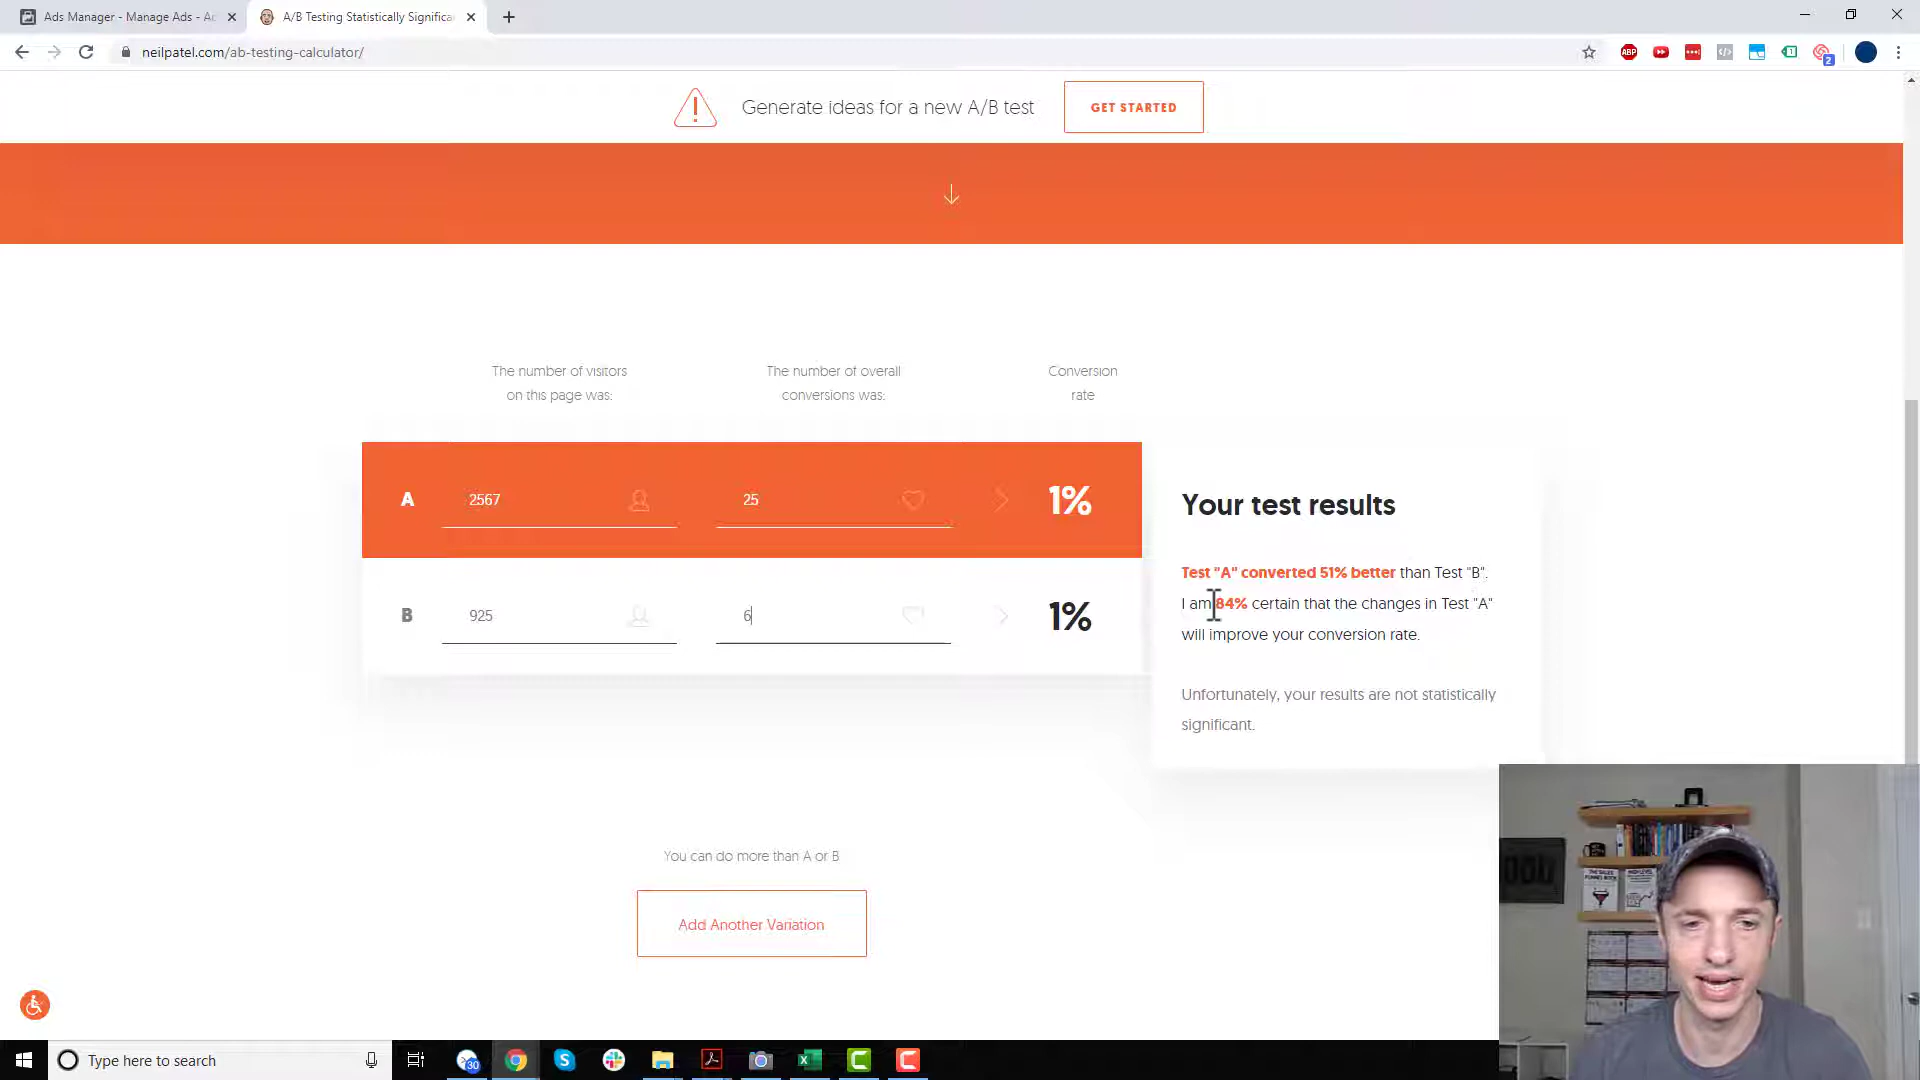 Ads Manager - Manage Ads - Ac
A/B Testing Statistically Significa
neilpatel.com/ab-testing-calculator/
ABP
1
2
Generate ideas for a new A/B test
GET STARTED
The number of visitors
on this page was:
The number of overall
conversions was:
Conversion
rate
A
2567
25
1%
B
925
6
1%
Your test results
Test "A" converted 51% better than Test "B".
I am 84% certain that the changes in Test "A"
will improve your conversion rate.
Unfortunately, your results are not statistically
significant.
You can do more than A or B
Add Another Variation
Type here to search
30